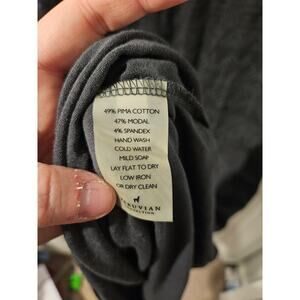 49% PIMA COTTON
47% MODAL
4% SPANDEX
HAND WASH
COLD WATER
MILD SOAP
LAY FLAT TO DRY
LOW IRON
OR DRY CLEAN